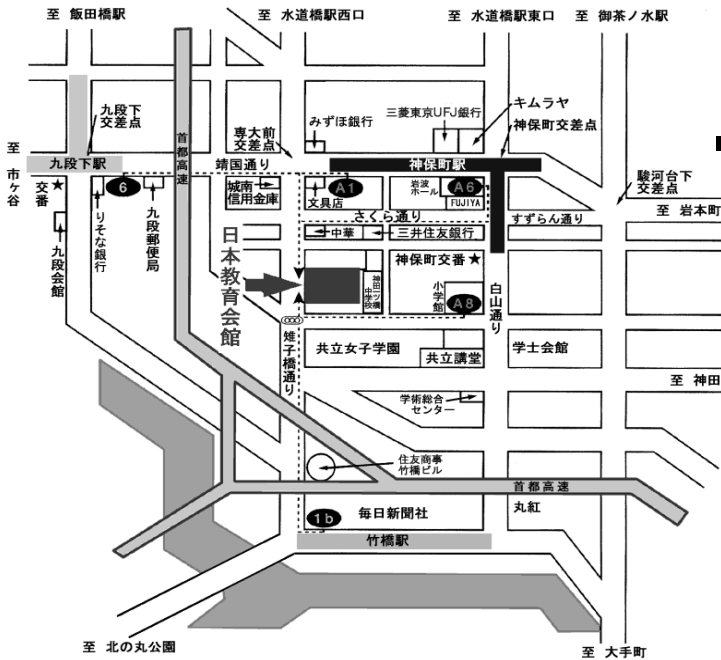 至 飯田橋駅
至 水道橋駅西口
至 水道橋駅東口
至 御茶ノ水駅
九段下
交差点
首都高速
専大前
交差点
みずほ銀行
三菱東京UFJ銀行
キムラヤ
神保町交差点
至 市ヶ谷
九段下駅
靖国通り
神保町駅
駿河台下
交差点
交番★
6
城南
信用金庫
文具店
A1
岩波
ホール
A6
FUJIYA
さくら通り
すずらん通り
至 岩本町
りそな銀行
九段郵便局
九段会館
中華
三井住友銀行
日本教育会館
神保町交番★
神田一ツ橋
中学校
小学館
A8
白山通り
雉子橋通り
共立女子学園
共立講堂
学士会館
至 神田
学術総合
センター
住友商事
竹橋ビル
首都高速
1b
毎日新聞社
丸紅
竹橋駅
至 北の丸公園
至 大手町